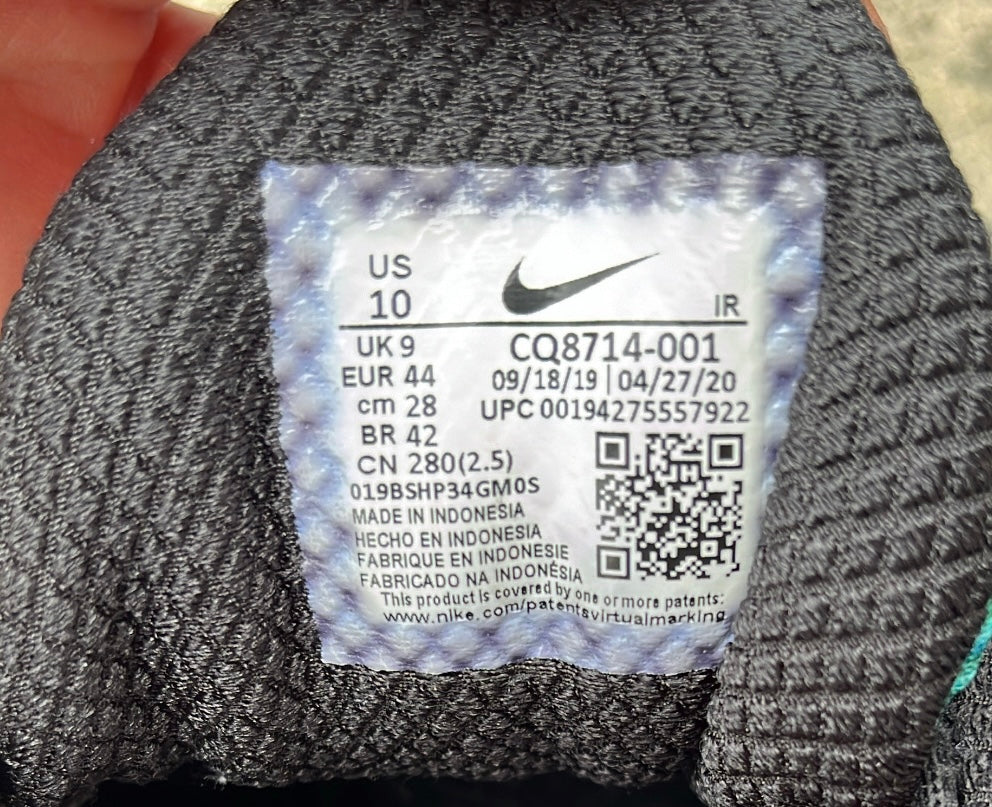 US
10
IR
UK 9
EUR 44
cm 28
BR 42
CN 280(2.5)
CQ8714-001
09/18/19 | 04/27/20
UPC 00194275557922
019BSHP34GM0S
MADE IN INDONESIA
HECHO EN INDONESIA
FABRIQUE EN INDONESIE
FABRICADO NA INDONÉSIA
This product is covered by one or more patents:
www.nike.com/patentsvirtualmarking